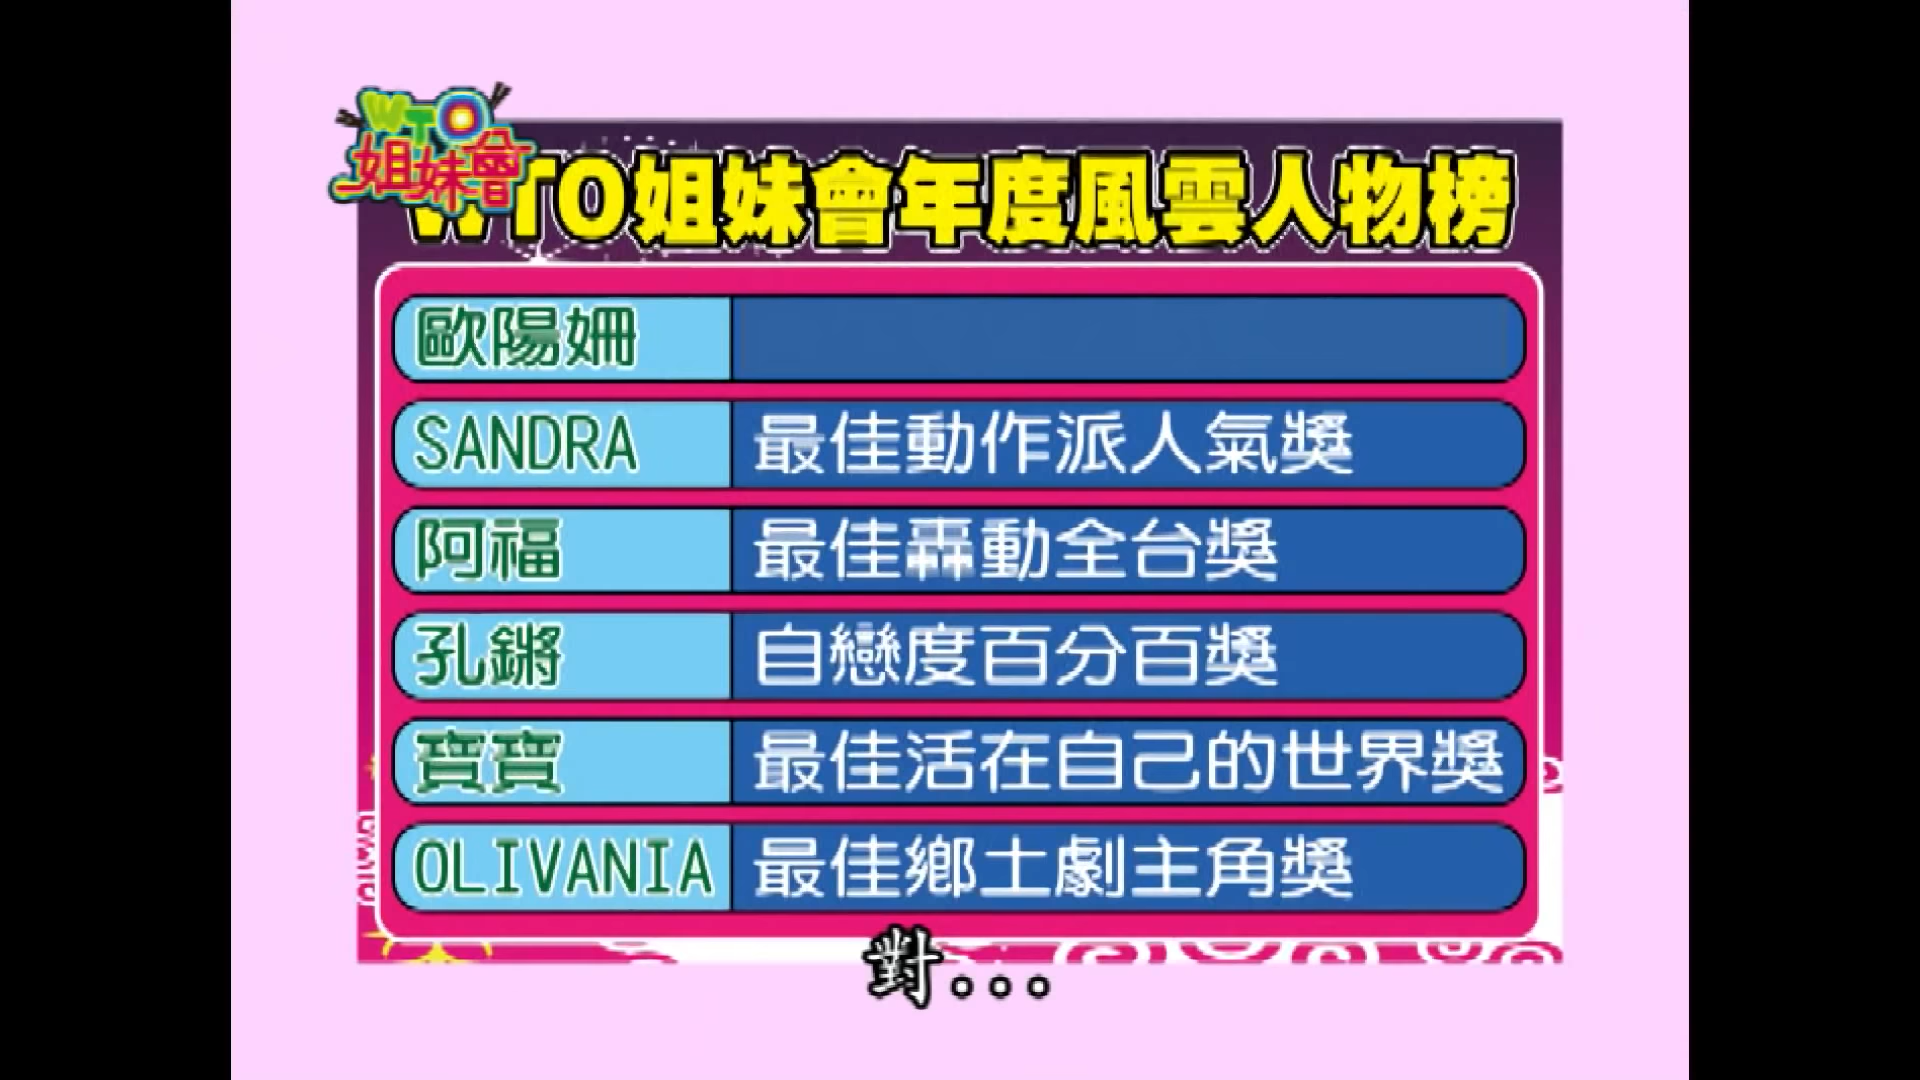 WTO
姐妹會
WTO姐妹會年度風雲人物榜
歐陽姍
SANDRA 最佳動作派人氣獎
阿福 最佳轟動全台獎
孔鏘 自戀度百分百獎
寶寶 最佳活在自己的世界獎
OLIVANIA 最佳鄉土劇主角獎
對...